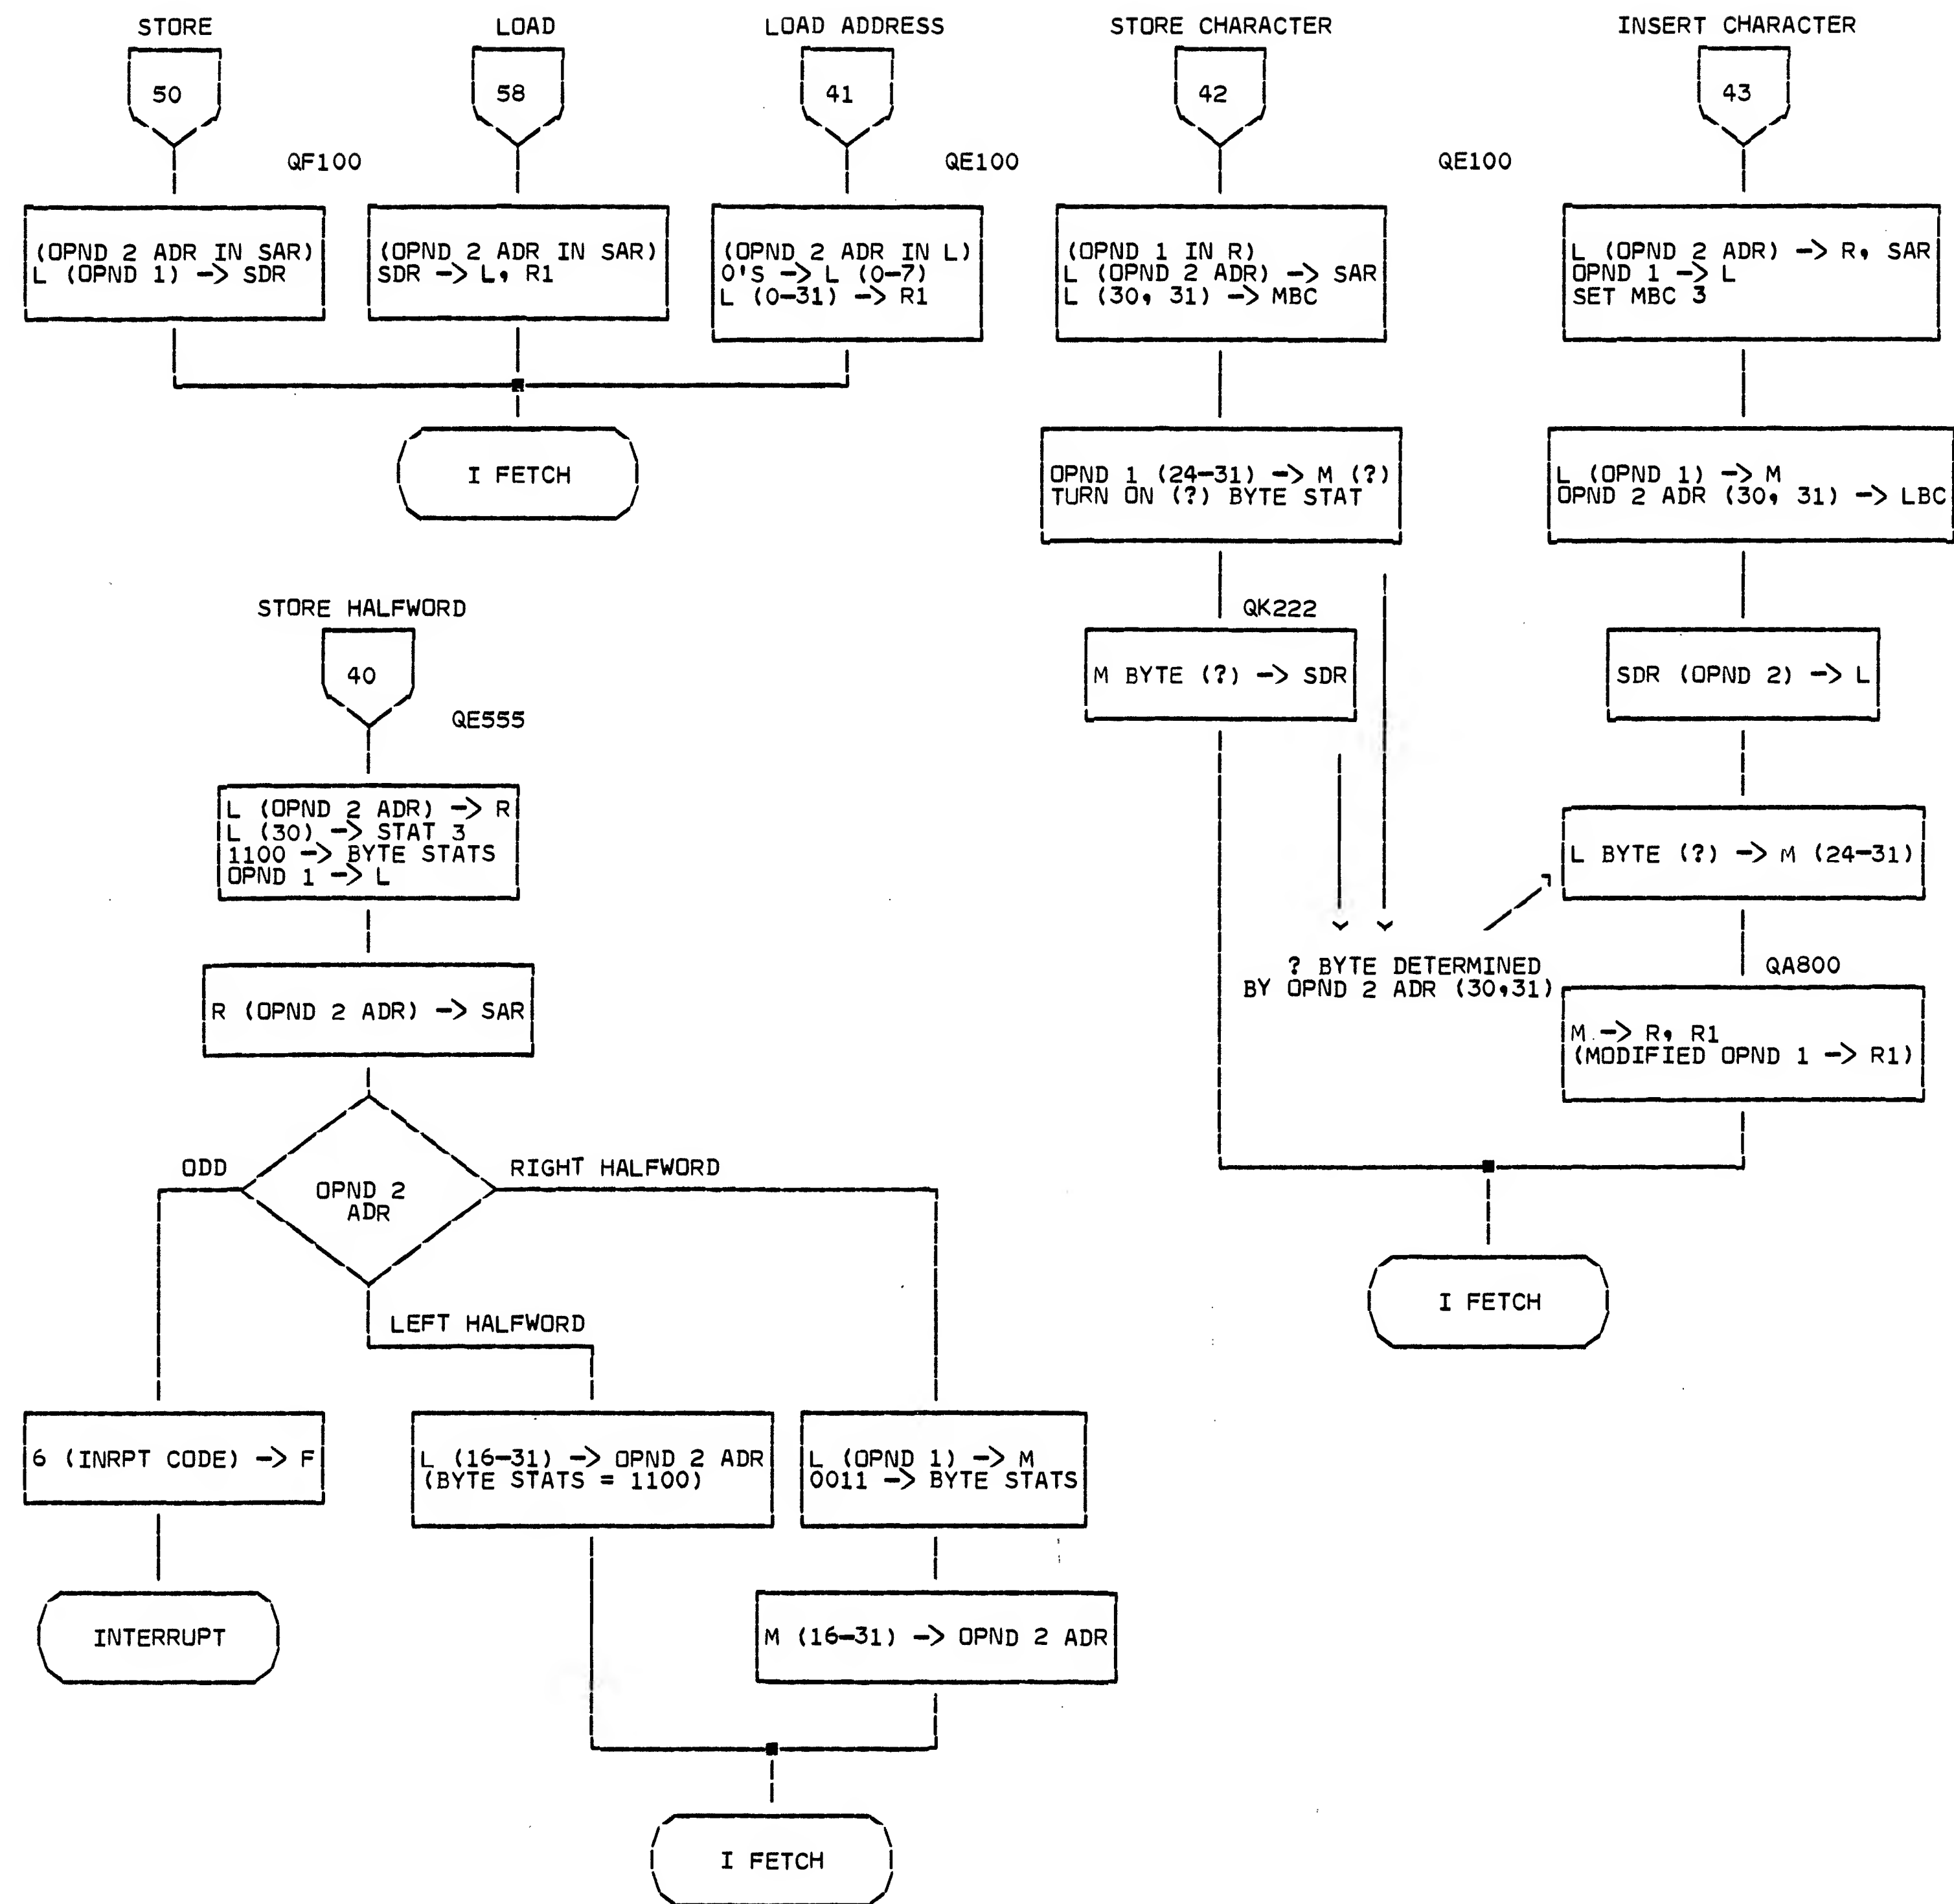 STORE
50
QF100
(OPND 2 ADR IN SAR)
L (OPND 1) -> SDR
LOAD
58
(OPND 2 ADR IN SAR)
SDR -> L, R1
LOAD ADDRESS
41
QE100
(OPND 2 ADR IN L)
0'S -> L (0-7)
L (0-31) -> R1
I FETCH
STORE CHARACTER
42
QE100
(OPND 1 IN R)
L (OPND 2 ADR) -> SAR
L (30, 31) -> MBC
OPND 1 (24-31) -> M (?)
TURN ON (?) BYTE STAT
QK222
M BYTE (?) -> SDR
? BYTE DETERMINED
BY OPND 2 ADR (30,31)
INSERT CHARACTER
43
L (OPND 2 ADR) -> R, SAR
OPND 1 -> L
SET MBC 3
L (OPND 1) -> M
OPND 2 ADR (30, 31) -> LBC
SDR (OPND 2) -> L
L BYTE (?) -> M (24-31)
QA800
M -> R, R1
(MODIFIED OPND 1 -> R1)
I FETCH
STORE HALFWORD
40
QE555
L (OPND 2 ADR) -> R
L (30) -> STAT 3
1100 -> BYTE STATS
OPND 1 -> L
R (OPND 2 ADR) -> SAR
OPND 2
ADR
ODD
RIGHT HALFWORD
LEFT HALFWORD
6 (INRPT CODE) -> F
INTERRUPT
L (16-31) -> OPND 2 ADR
(BYTE STATS = 1100)
L (OPND 1) -> M
0011 -> BYTE STATS
M (16-31) -> OPND 2 ADR
I FETCH